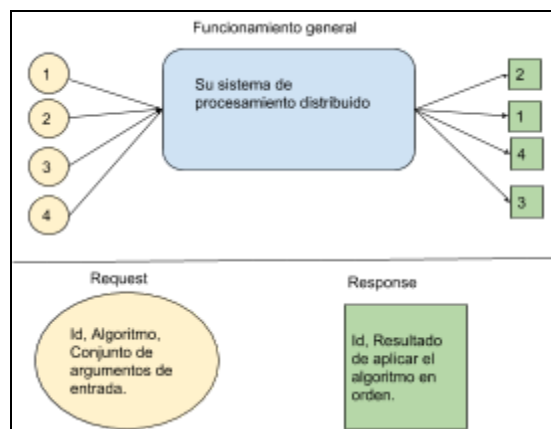 Funcionamiento general
1
2
3
4
Su sistema de
procesamiento distribuido
2
1
4
3
Request
Response
Id, Algoritmo,
Conjunto de
argumentos de
entrada.
Id, Resultado
de aplicar el
algoritmo en
orden.